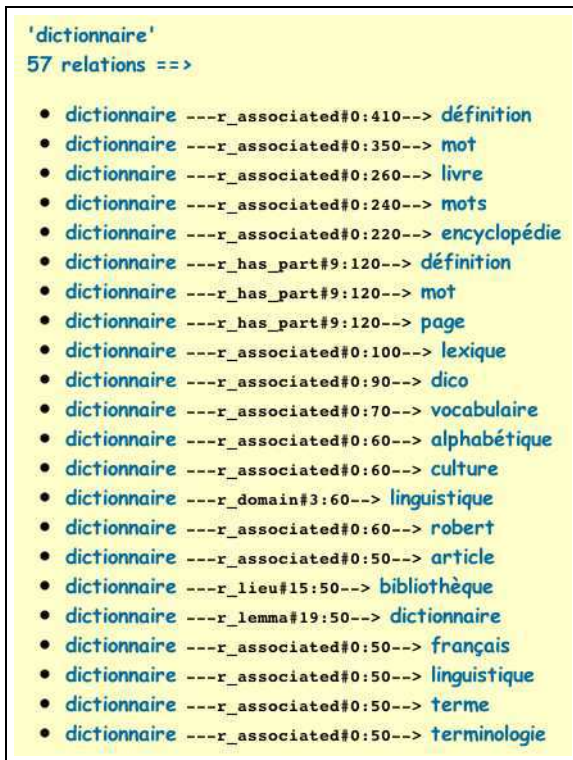 'dictionnaire'
57 relations ==>
• dictionnaire ---r_associated#0:410--> définition
• dictionnaire ---r_associated#0:350--> mot
• dictionnaire ---r_associated#0:260--> livre
• dictionnaire ---r_associated#0:240--> mots
• dictionnaire ---r_associated#0:220--> encyclopédie
• dictionnaire ---r_has_part#9:120--> définition
• dictionnaire ---r_has_part#9:120--> mot
• dictionnaire ---r_has_part#9:120--> page
• dictionnaire ---r_associated#0:100--> lexique
• dictionnaire ---r_associated#0:90--> dico
• dictionnaire ---r_associated#0:70--> vocabulaire
• dictionnaire ---r_associated#0:60--> alphabétique
• dictionnaire ---r_associated#0:60--> culture
• dictionnaire ---r_domain#3:60--> linguistique
• dictionnaire ---r_associated#0:60--> robert
• dictionnaire ---r_associated#0:50--> article
• dictionnaire ---r_lieu#15:50--> bibliothèque
• dictionnaire ---r_lemma#19:50--> dictionnaire
• dictionnaire ---r_associated#0:50--> français
• dictionnaire ---r_associated#0:50--> linguistique
• dictionnaire ---r_associated#0:50--> terme
• dictionnaire ---r_associated#0:50--> terminologie